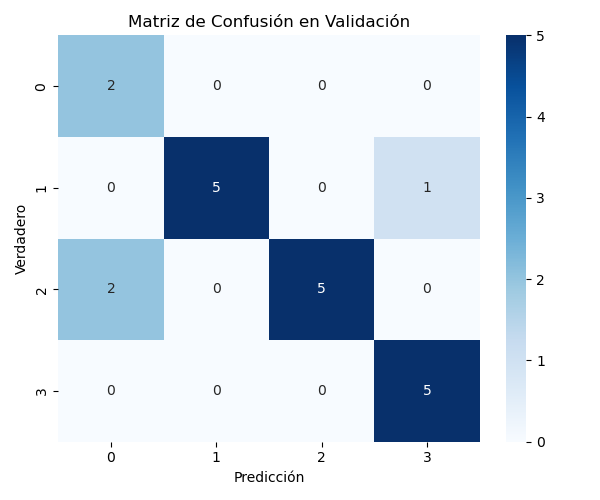 Matriz de Confusión en Validación
0 2 0 0 0
1 0 5 0 1
2 2 0 5 0
3 0 0 0 5
0 1 2 3
Predicción
Verdadero
5
4
3
2
1
0